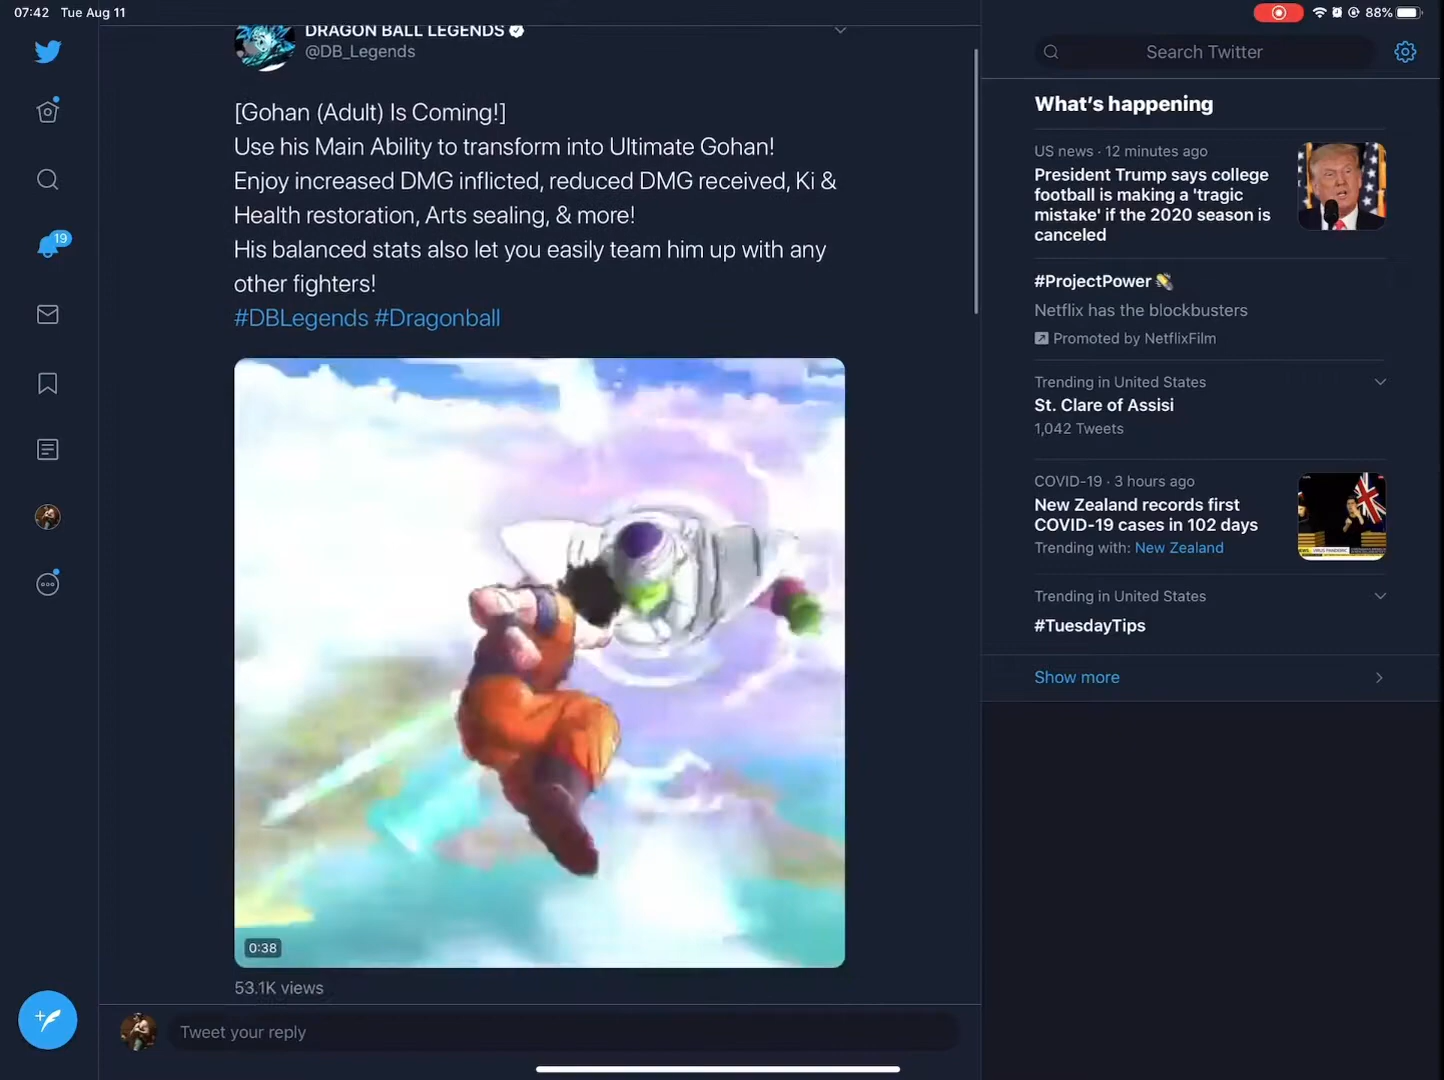 07:42 Tue Aug 11
88%
DRAGON BALL LEGENDS
@DB_Legends
[Gohan (Adult) Is Coming!]
Use his Main Ability to transform into Ultimate Gohan!
Enjoy increased DMG inflicted, reduced DMG received, Ki &
Health restoration, Arts sealing, & more!
His balanced stats also let you easily team him up with any
other fighters!
#DBLegends #Dragonball
0:38
53.1K views
Tweet your reply
19
Search Twitter
What's happening
US news · 12 minutes ago
President Trump says college
football is making a 'tragic
mistake' if the 2020 season is
canceled
#ProjectPower
Netflix has the blockbusters
Promoted by NetflixFilm
Trending in United States
St. Clare of Assisi
1,042 Tweets
COVID-19 · 3 hours ago
New Zealand records first
COVID-19 cases in 102 days
Trending with: New Zealand
Trending in United States
#TuesdayTips
Show more